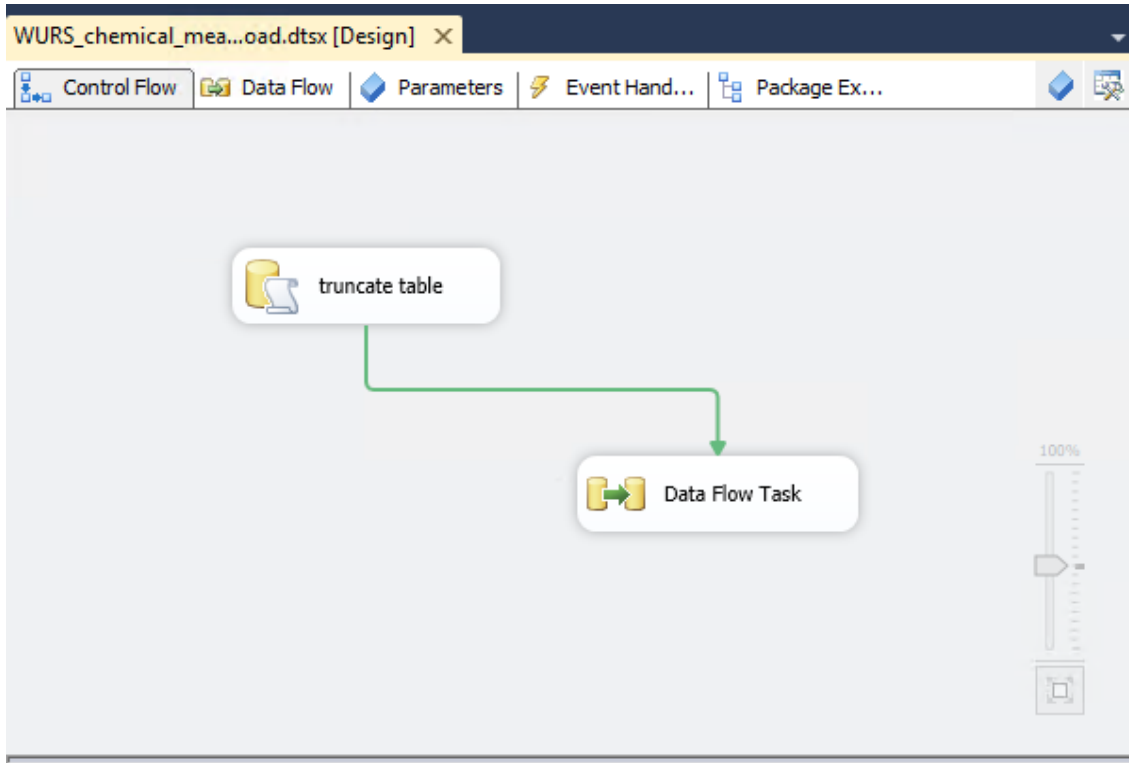 WURS_chemical_mea...oad.dtsx [Design]
Control Flow Data Flow Parameters Event Hand... Package Ex...
truncate table
Data Flow Task
100%